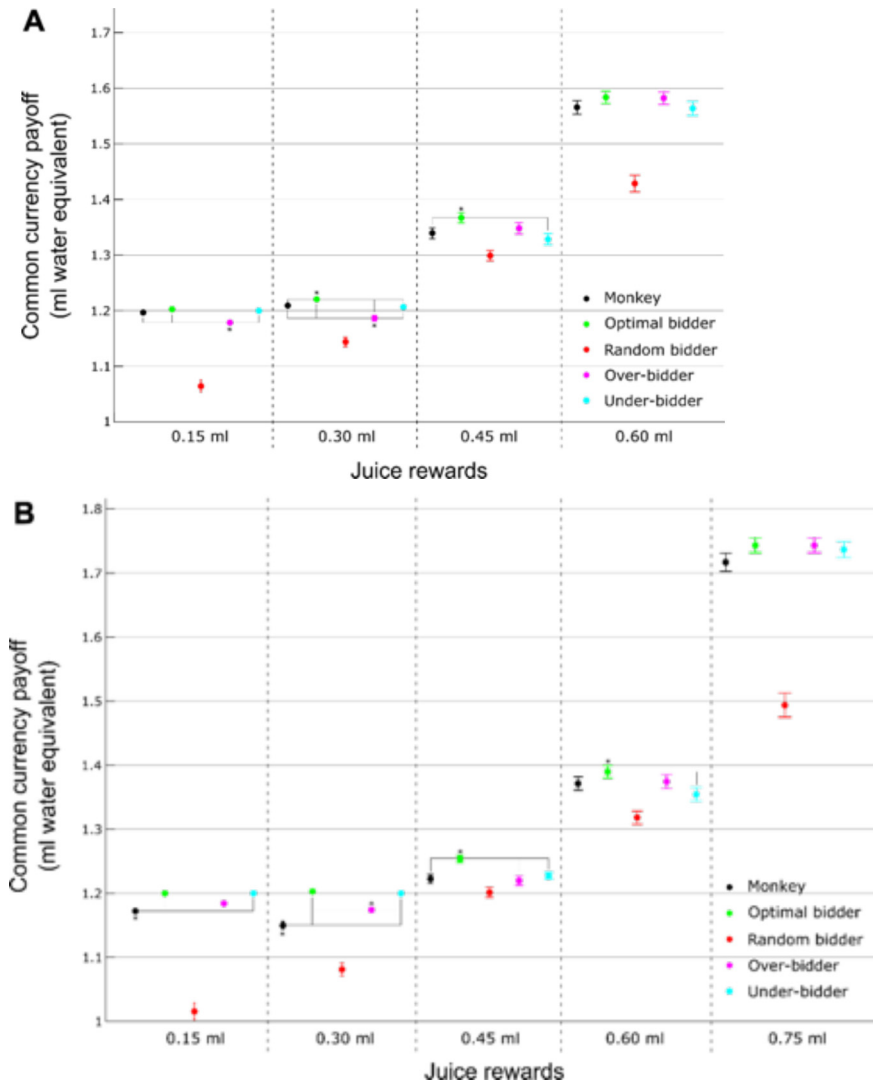 A
Common currency payoff
(ml water equivalent)
1.7
1.6
1.5
1.4
1.3
1.2
1.1
1
* * * *
Monkey
Optimal bidder
Random bidder
Over-bidder
Under-bidder
0.15 ml 0.30 ml 0.45 ml 0.60 ml
Juice rewards
B
Common currency payoff
(ml water equivalent)
1.8
1.7
1.6
1.5
1.4
1.3
1.2
1.1
1
* * * * *
Monkey
Optimal bidder
Random bidder
Over-bidder
Under-bidder
0.15 ml 0.30 ml 0.45 ml 0.60 ml 0.75 ml
Juice rewards